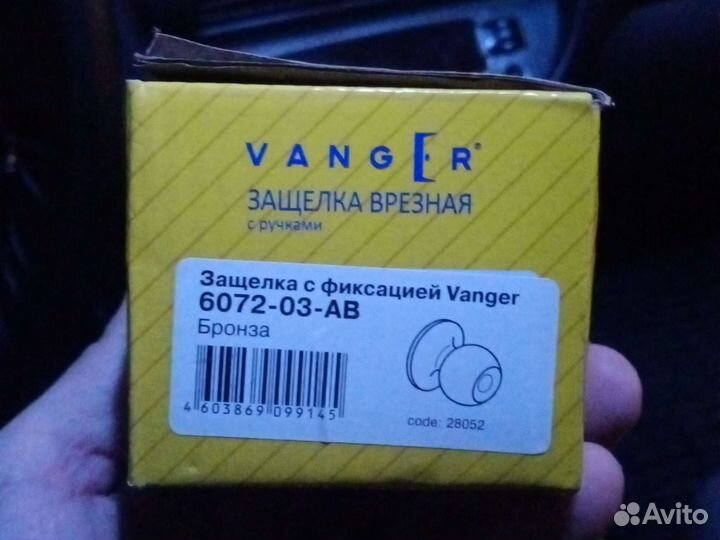 VANGER®
ЗАЩЕЛКА ВРЕЗНАЯ
с ручками
Защелка с фиксацией Vanger
6072-03-AB
Бронза
4 603869 099145
code: 28052
Avito